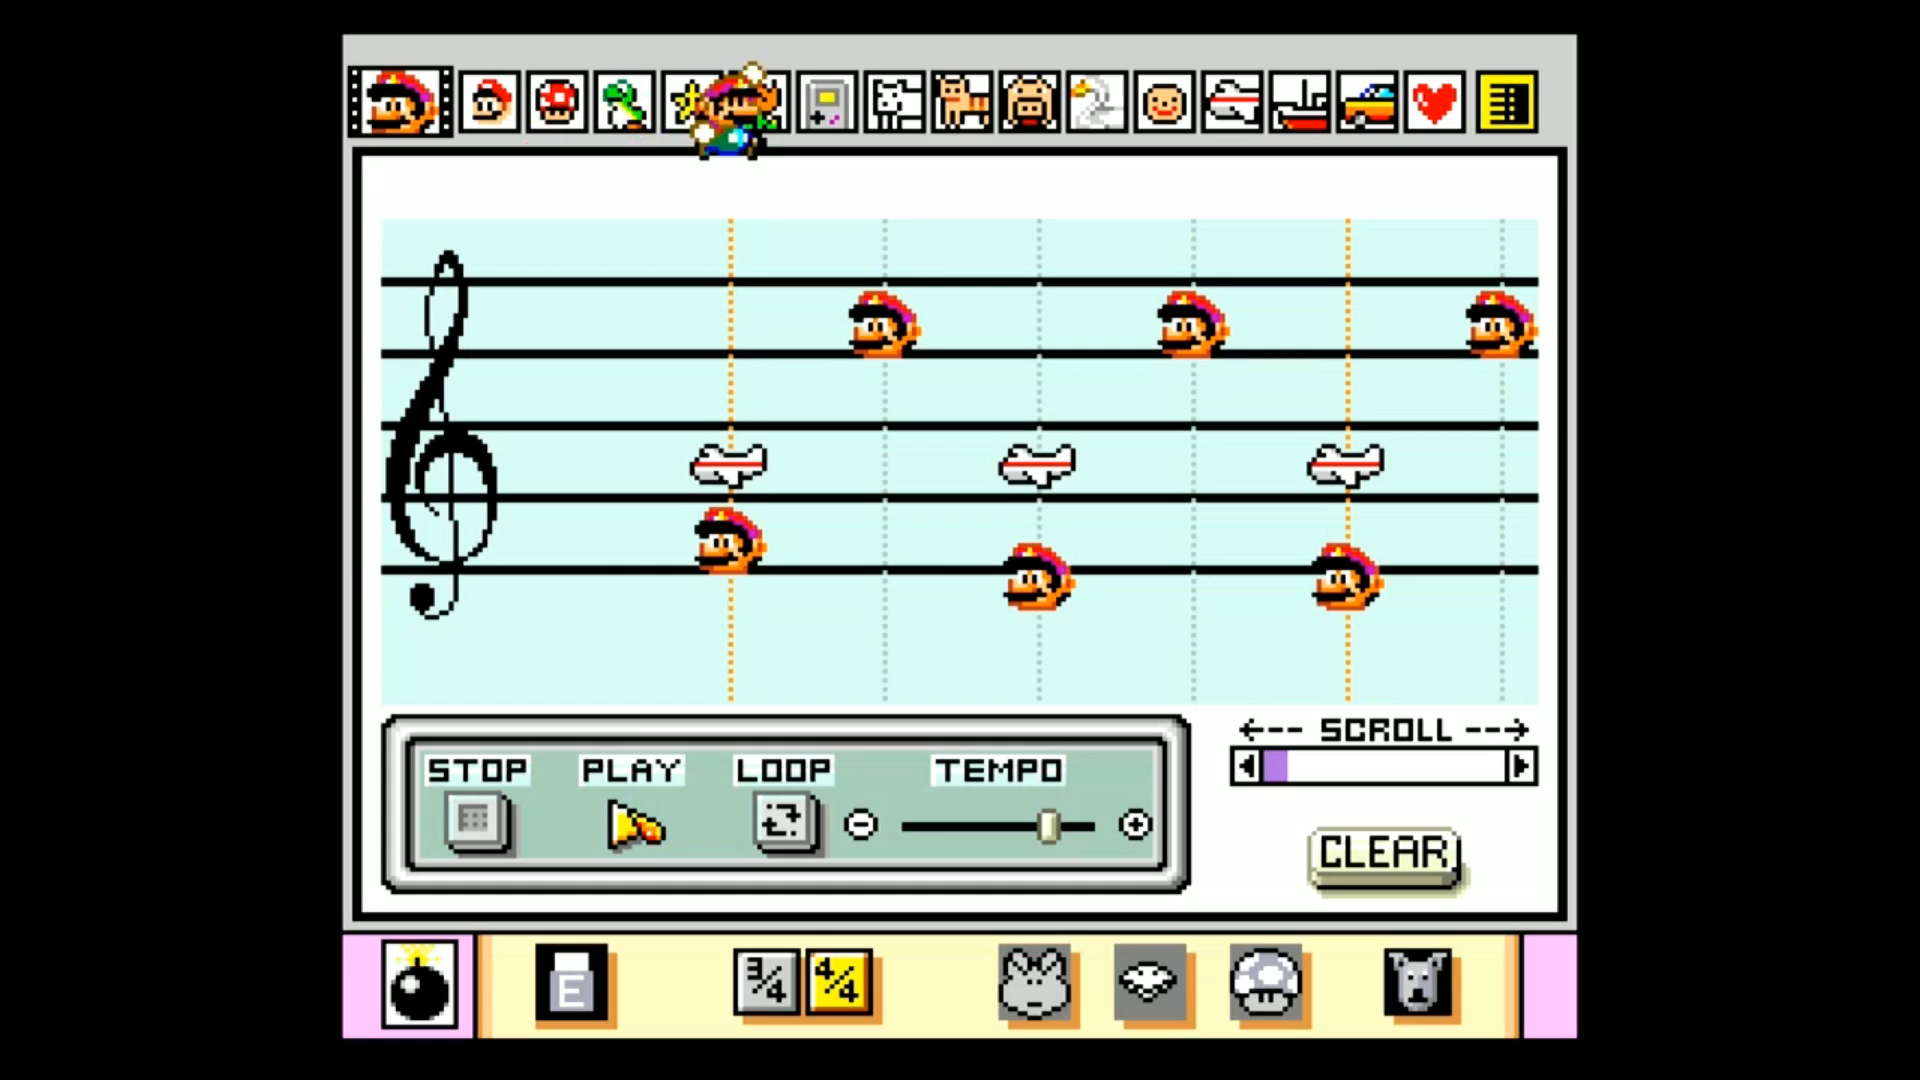 ←--- SCROLL ---→
STOP PLAY LOOP TEMPO
CLEAR
E 3/4 4/4